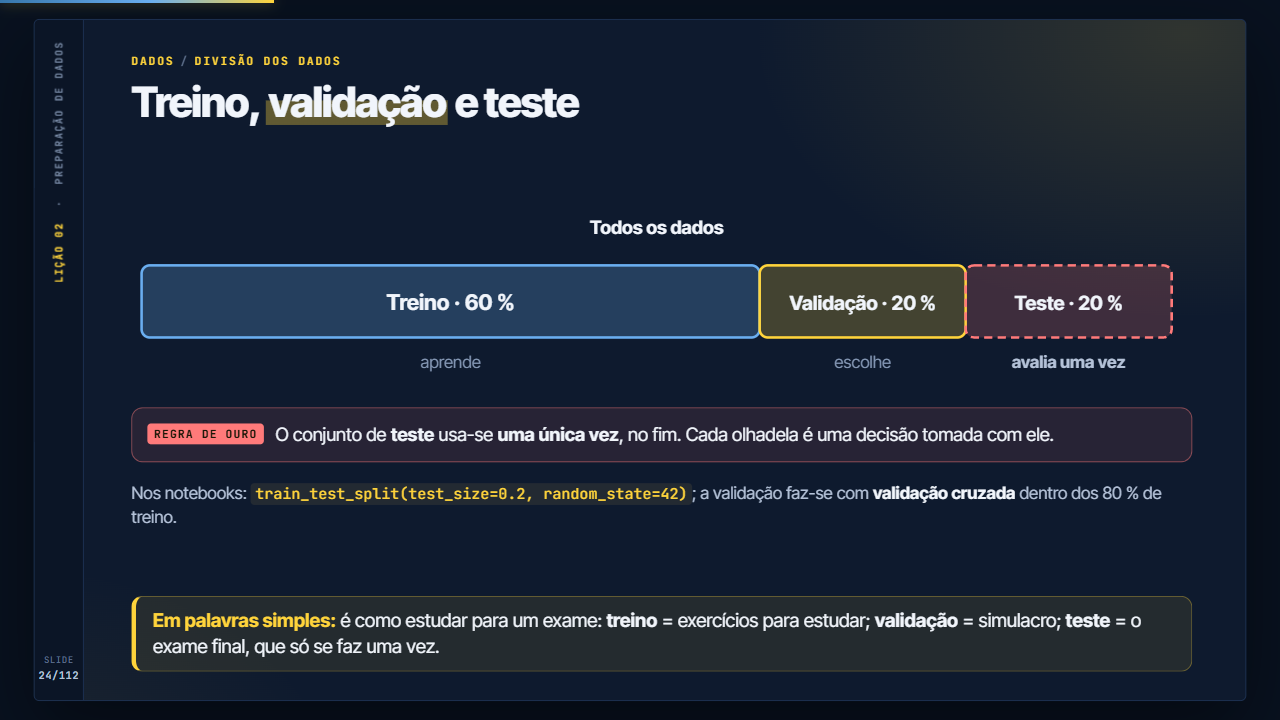 DADOS / DIVISÃO DOS DADOS
Treino, validação e teste
LIÇÃO 02 · PREPARAÇÃO DE DADOS
Todos os dados
Treino · 60 %
Validação · 20 %
Teste · 20 %
aprende
escolhe
avalia uma vez
REGRA DE OURO O conjunto de teste usa-se uma única vez, no fim. Cada olhadela é uma decisão tomada com ele.
Nos notebooks: train_test_split(test_size=0.2, random_state=42) ; a validação faz-se com validação cruzada dentro dos 80 % de
treino.
Em palavras simples: é como estudar para um exame: treino = exercícios para estudar; validação = simulacro; teste = o
exame final, que só se faz uma vez.
SLIDE
24/112